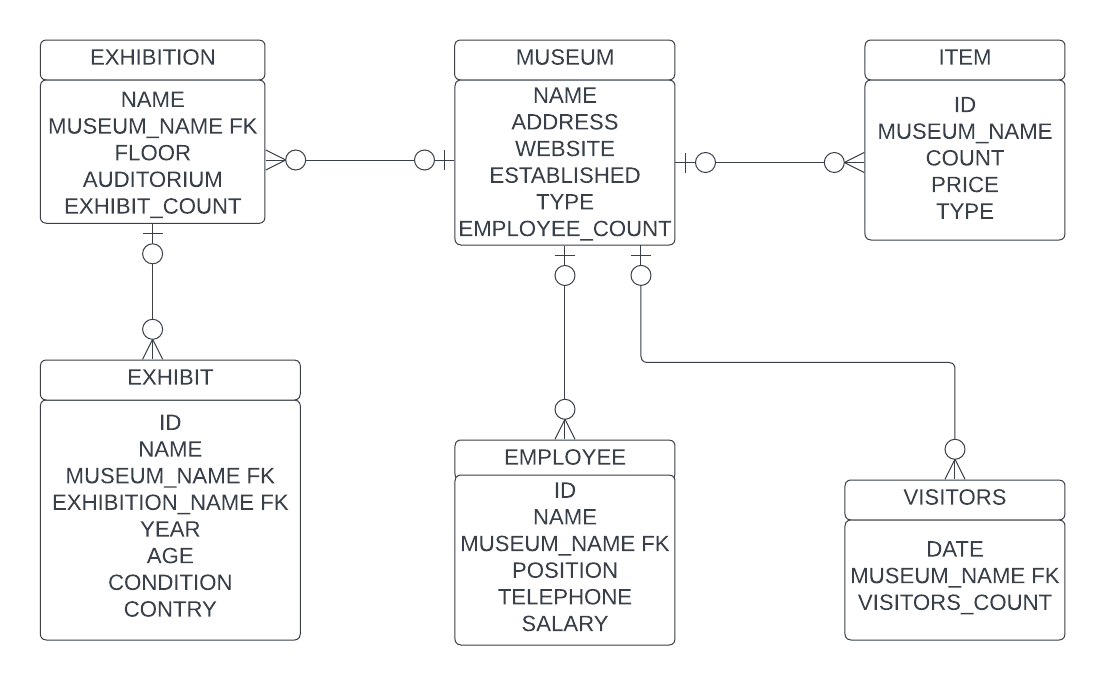 EXHIBITION
NAME
MUSEUM_NAME FK
FLOOR
AUDITORIUM
EXHIBIT_COUNT
MUSEUM
NAME
ADDRESS
WEBSITE
ESTABLISHED
TYPE
EMPLOYEE_COUNT
ITEM
ID
MUSEUM_NAME
COUNT
PRICE
TYPE
EXHIBIT
ID
NAME
MUSEUM_NAME FK
EXHIBITION_NAME FK
YEAR
AGE
CONDITION
CONTRY
EMPLOYEE
ID
NAME
MUSEUM_NAME FK
POSITION
TELEPHONE
SALARY
VISITORS
DATE
MUSEUM_NAME FK
VISITORS_COUNT